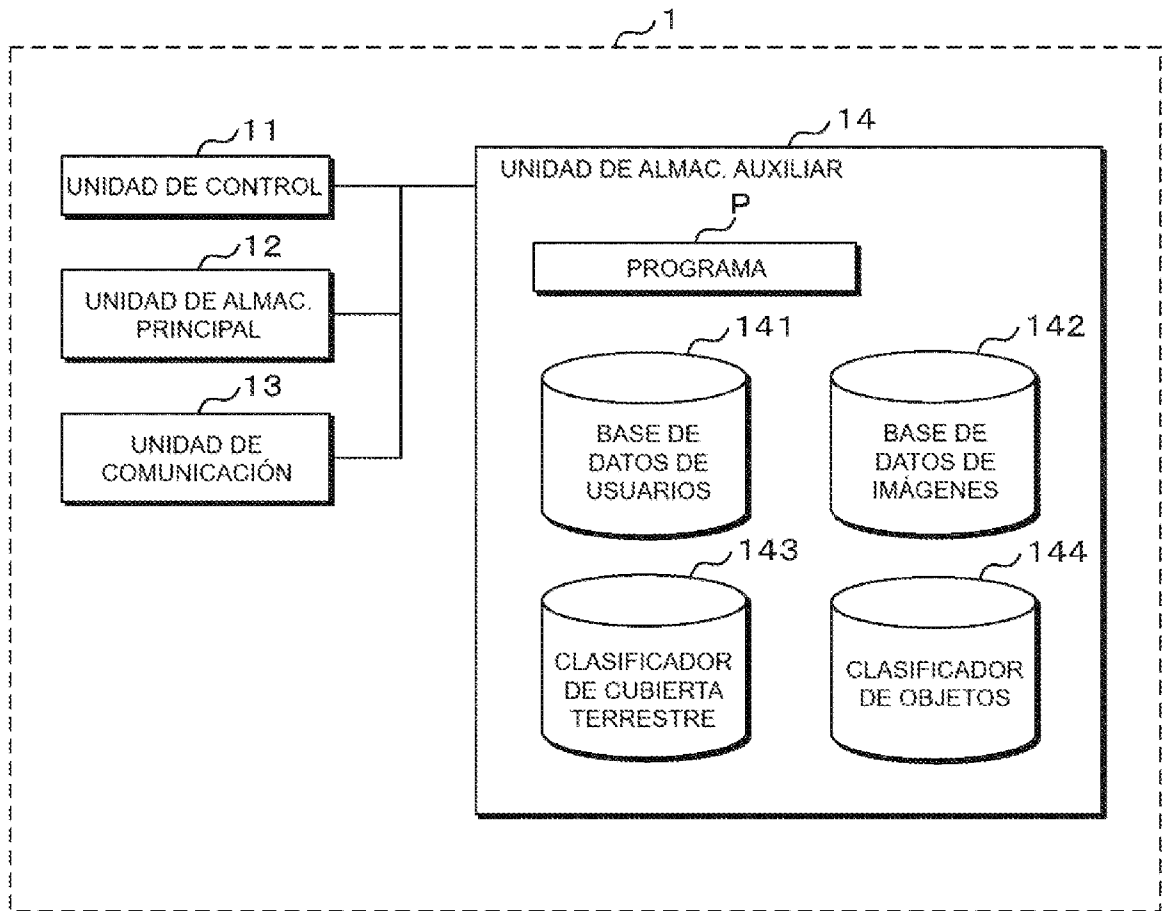 1
11
UNIDAD DE CONTROL
12
UNIDAD DE ALMAC.
PRINCIPAL
13
UNIDAD DE
COMUNICACIÓN
14
UNIDAD DE ALMAC. AUXILIAR
P
PROGRAMA
141
BASE DE
DATOS DE
USUARIOS
142
BASE DE
DATOS DE
IMÁGENES
143
CLASIFICADOR
DE CUBIERTA
TERRESTRE
144
CLASIFICADOR
DE OBJETOS